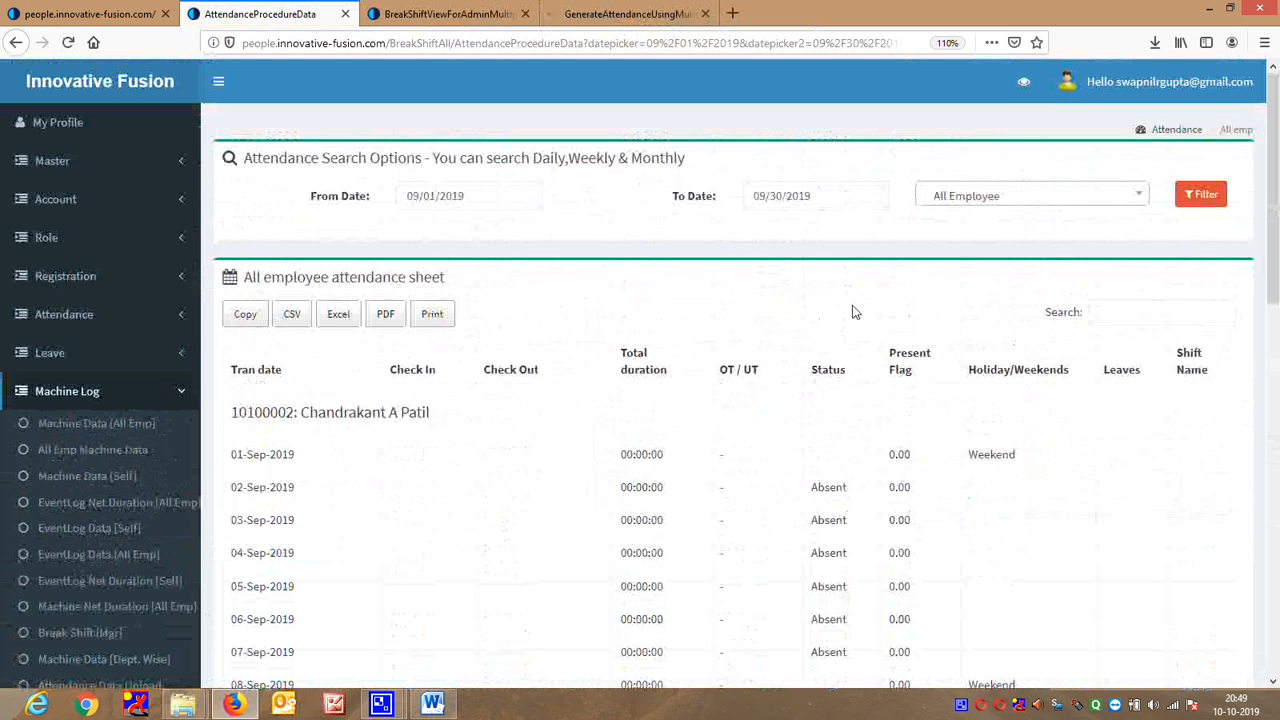 people.innovative-fusion.com/
AttendanceProcedureData
BreakShiftViewForAdminMult
GenerateAttendanceUsingMul
people.innovative-fusion.com/BreakShiftAll/AttendanceProcedureData?datepicker=09%2F01%2F2019&datepicker2=09%2F30%2F201
110%
Innovative Fusion
Hello swapnilrgupta@gmail.com
My Profile
Master
Account
Role
Registration
Attendance
Leave
Machine Log
Machine Data (All Emp)
All Emp Machine Data
Machine Data (Self)
EventLog Net Duration (All Emp)
EventLog Data [Self]
EventLog Data [All Emp]
EventLog Net Duration [Self]
Machine Net Duration [All Emp]
Break Shift (Mgr)
Machine Data [Dept. Wise]
Attendance Data Upload
Attendance All emp
Attendance Search Options - You can search Daily,Weekly & Monthly
From Date: 09/01/2019 To Date: 09/30/2019 All Employee Filter
All employee attendance sheet
Copy CSV Excel PDF Print Search:
Tran date Check In Check Out Total duration OT / UT Status Present Flag Holiday/Weekends Leaves Shift Name
10100002: Chandrakant A Patil
01-Sep-2019 00:00:00 - 0.00 Weekend
02-Sep-2019 00:00:00 - Absent 0.00
03-Sep-2019 00:00:00 - Absent 0.00
04-Sep-2019 00:00:00 - Absent 0.00
05-Sep-2019 00:00:00 - Absent 0.00
06-Sep-2019 00:00:00 - Absent 0.00
07-Sep-2019 00:00:00 - Absent 0.00
08-Sep-2019 00:00:00 - 0.00 Weekend
20:49
10-10-2019